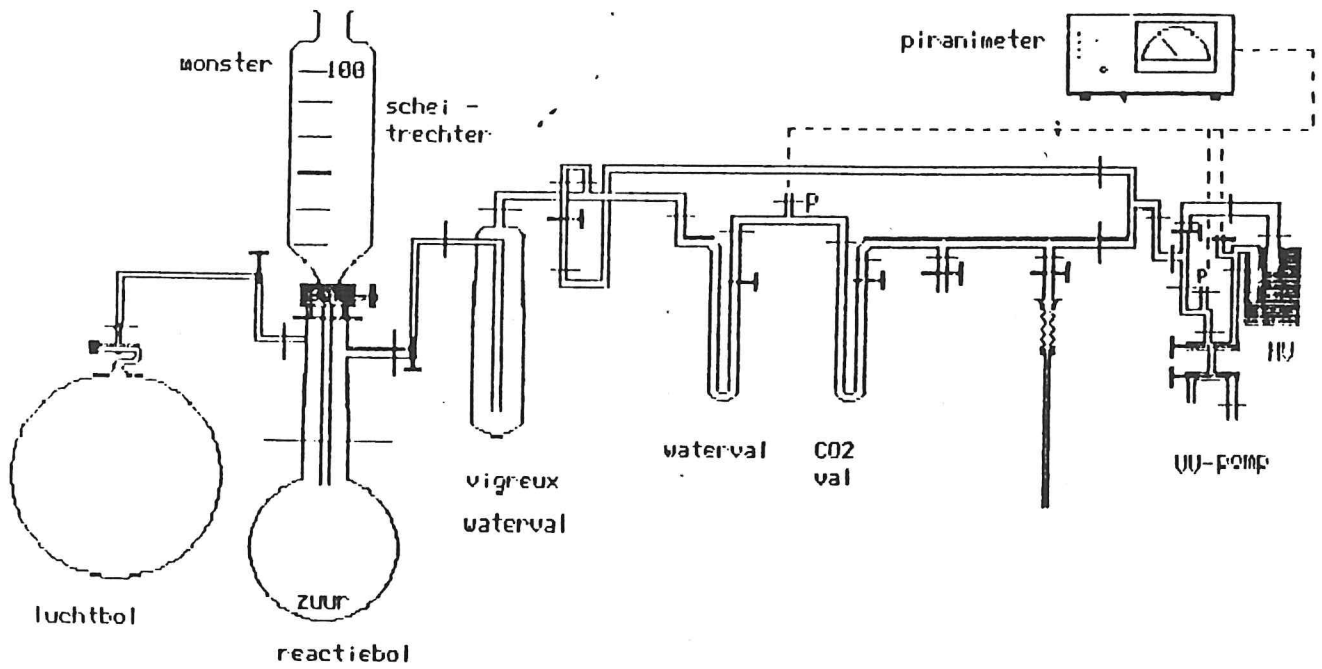 piranimeter
monster
100
schei -
trechter
P
P
HV
waterval
CO2
val
VV-pomp
vigreux
waterval
zuur
luchtbol
reactiebol